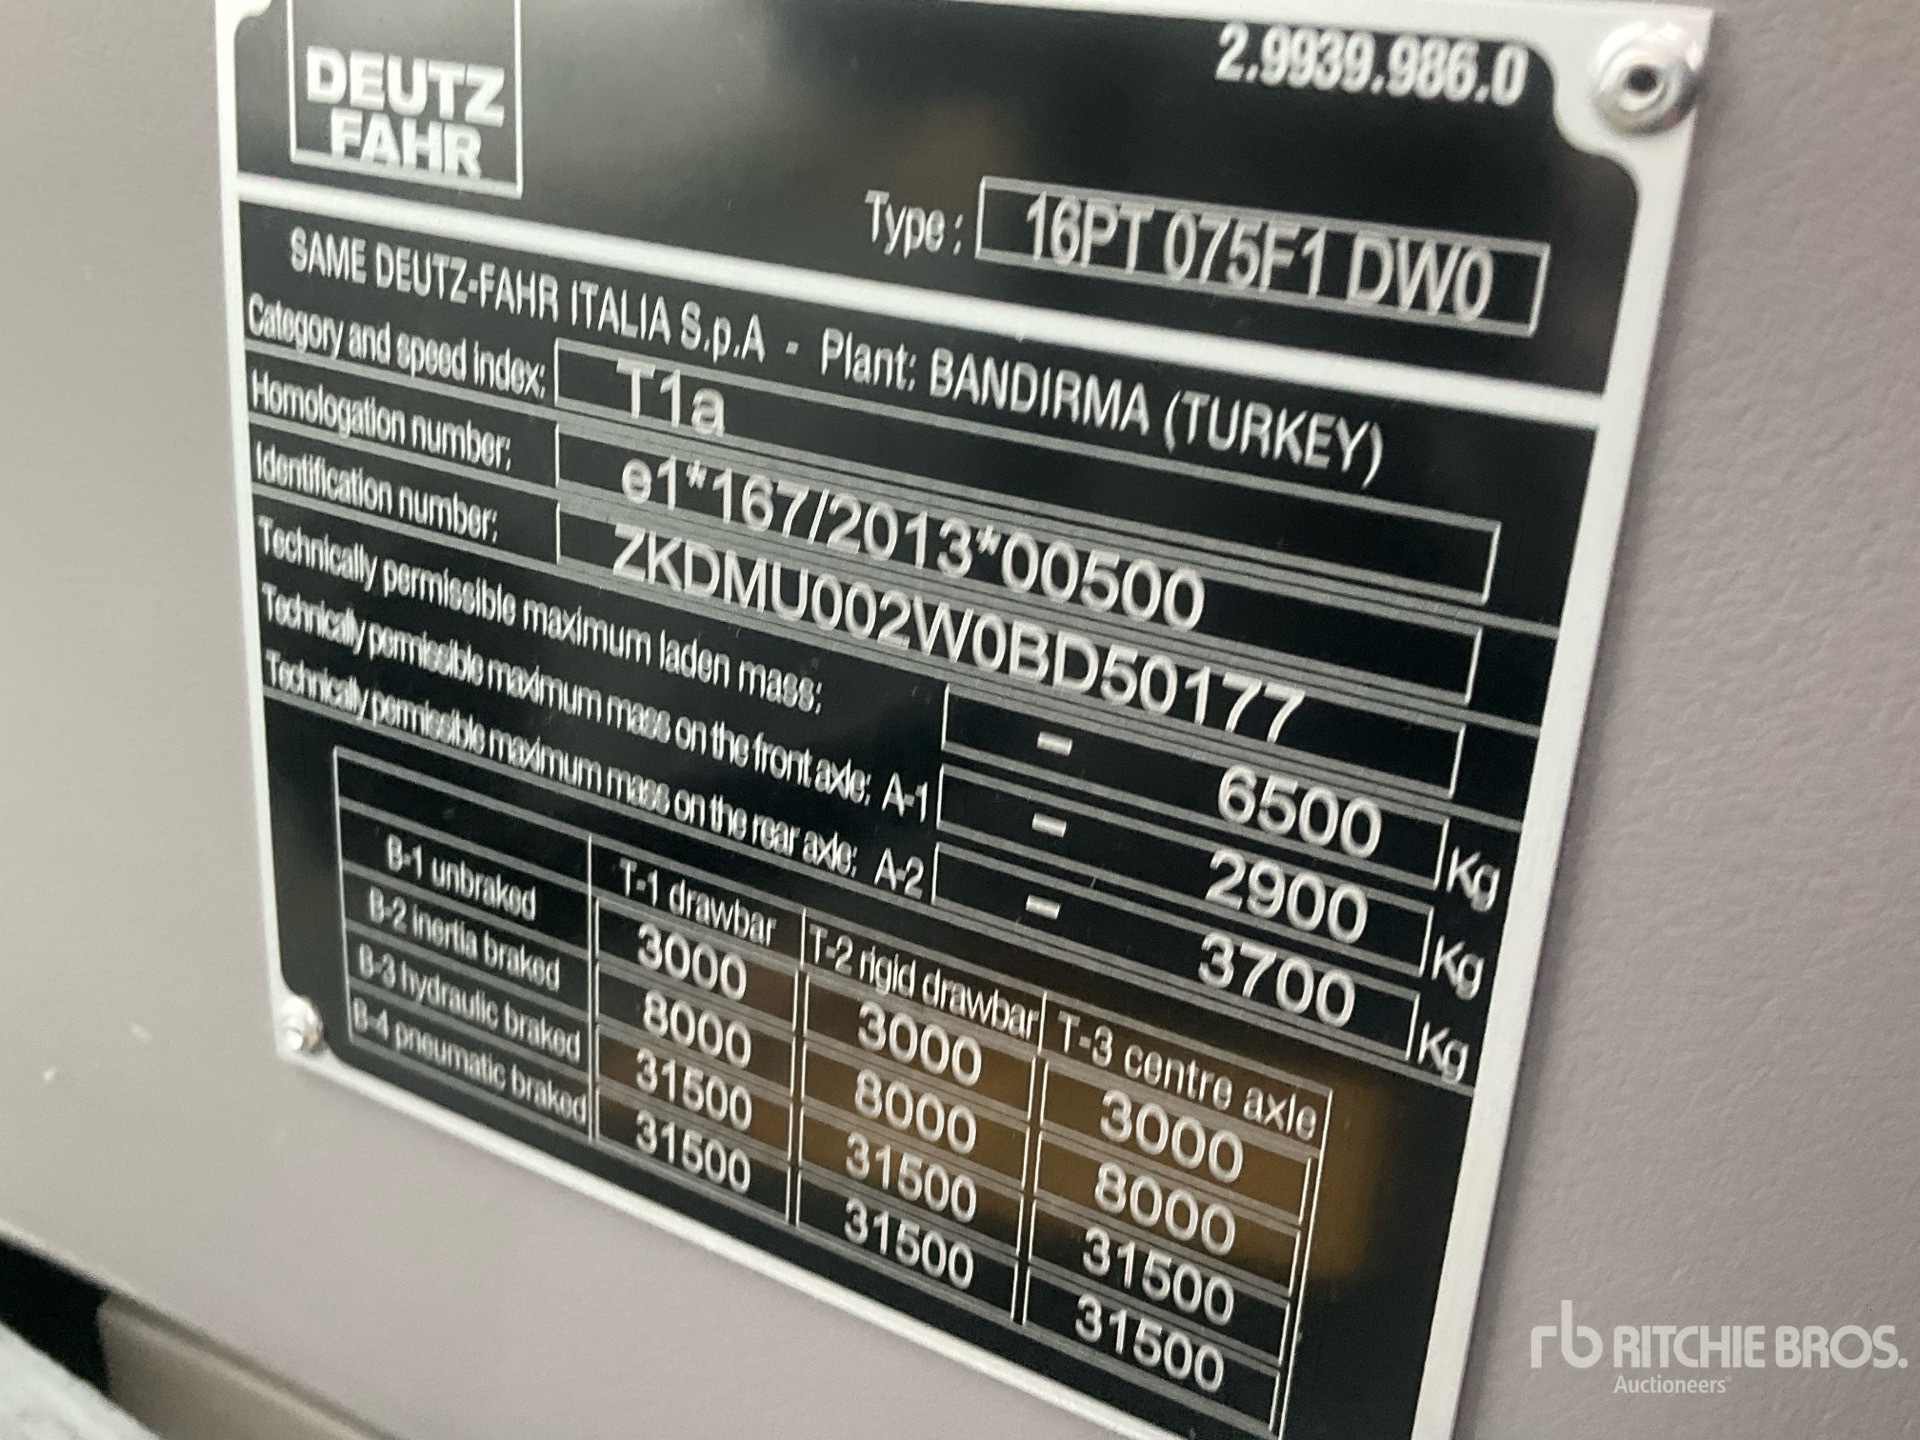 DEUTZ
FAHR
2.9939.986.0
Type : 16PT 075F1 DW0
SAME DEUTZ-FAHR ITALIA S.p.A - Plant: BANDIRMA (TURKEY)
Category and speed index: T1a
Homologation number: e1*167/2013*00500
Identification number: ZKDMU002W0BD50177
Technically permissible maximum laden mass: - 6500 Kg
Technically permissible maximum mass on the front axle: A-1 - 2900 Kg
Technically permissible maximum mass on the rear axle: A-2 - 3700 Kg
T-1 drawbar T-2 rigid drawbar T-3 centre axle
B-1 unbraked 3000 3000 3000
B-2 inertia braked 8000 8000 8000
B-3 hydraulic braked 31500 31500 31500
B-4 pneumatic braked 31500 31500 31500
rb RITCHIE BROS.
Auctioneers